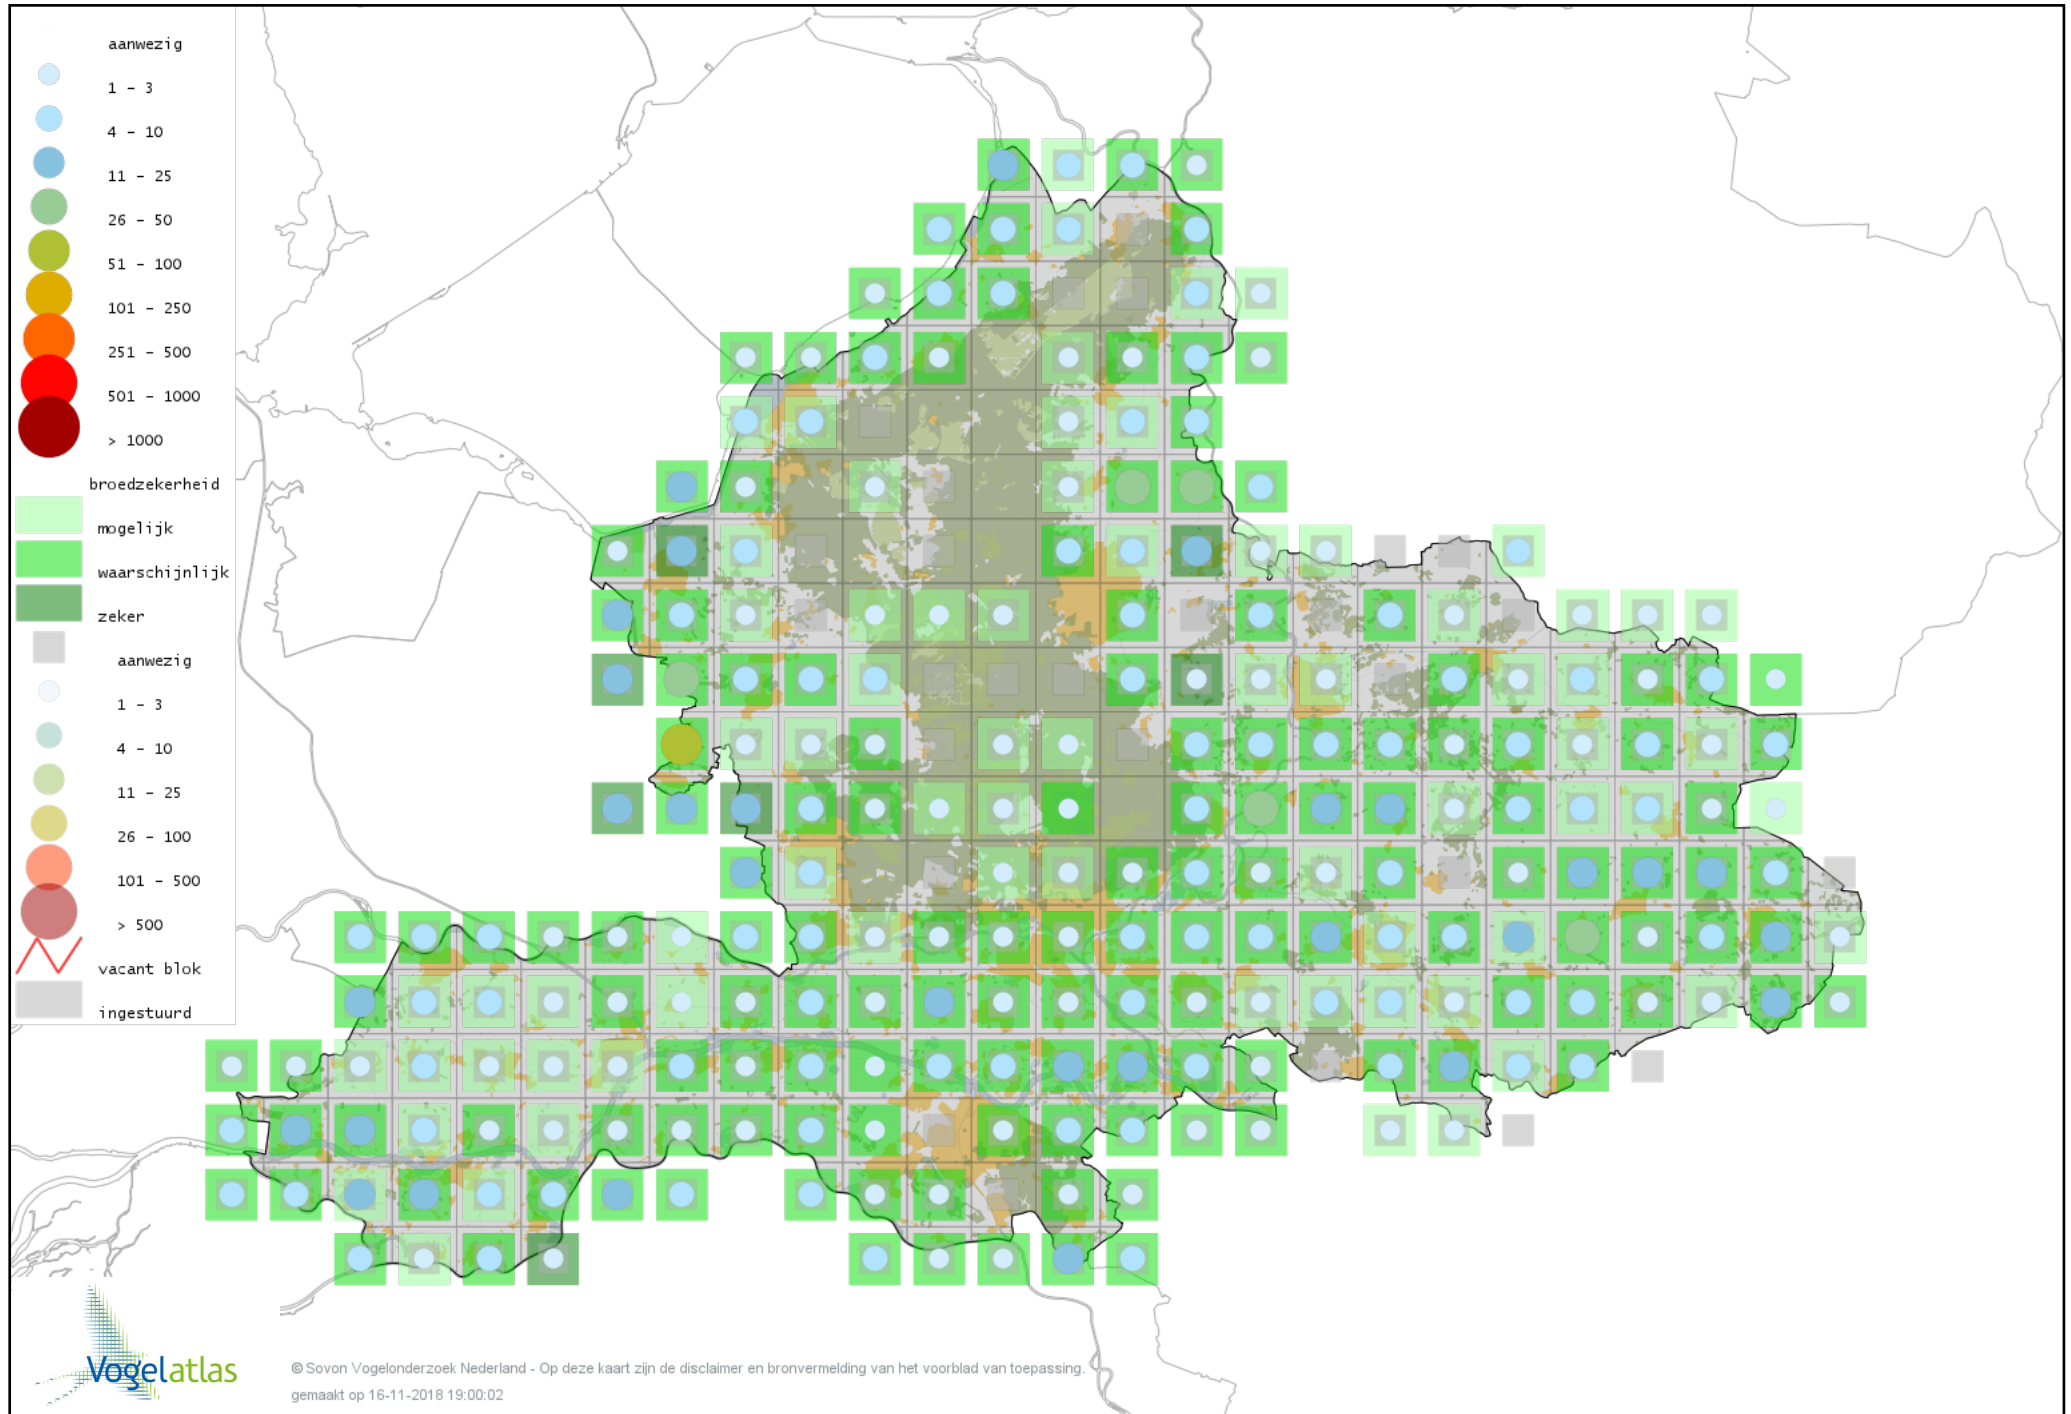 aanwezig
1 - 3
4 - 10
11 - 25
26 - 50
51 - 100
101 - 250
251 - 500
501 - 1000
> 1000
broedzekerheid
mogelijk
waarschijnlijk
zeker
aanwezig
1 - 3
4 - 10
11 - 25
26 - 100
101 - 500
> 500
vacant blok
ingestuurd
Vogelatlas
© Sovon Vogelonderzoek Nederland - Op deze kaart zijn de disclaimer en bronvermelding van het voorblad van toepassing.
gemaakt op 16-11-2018 19:00:02